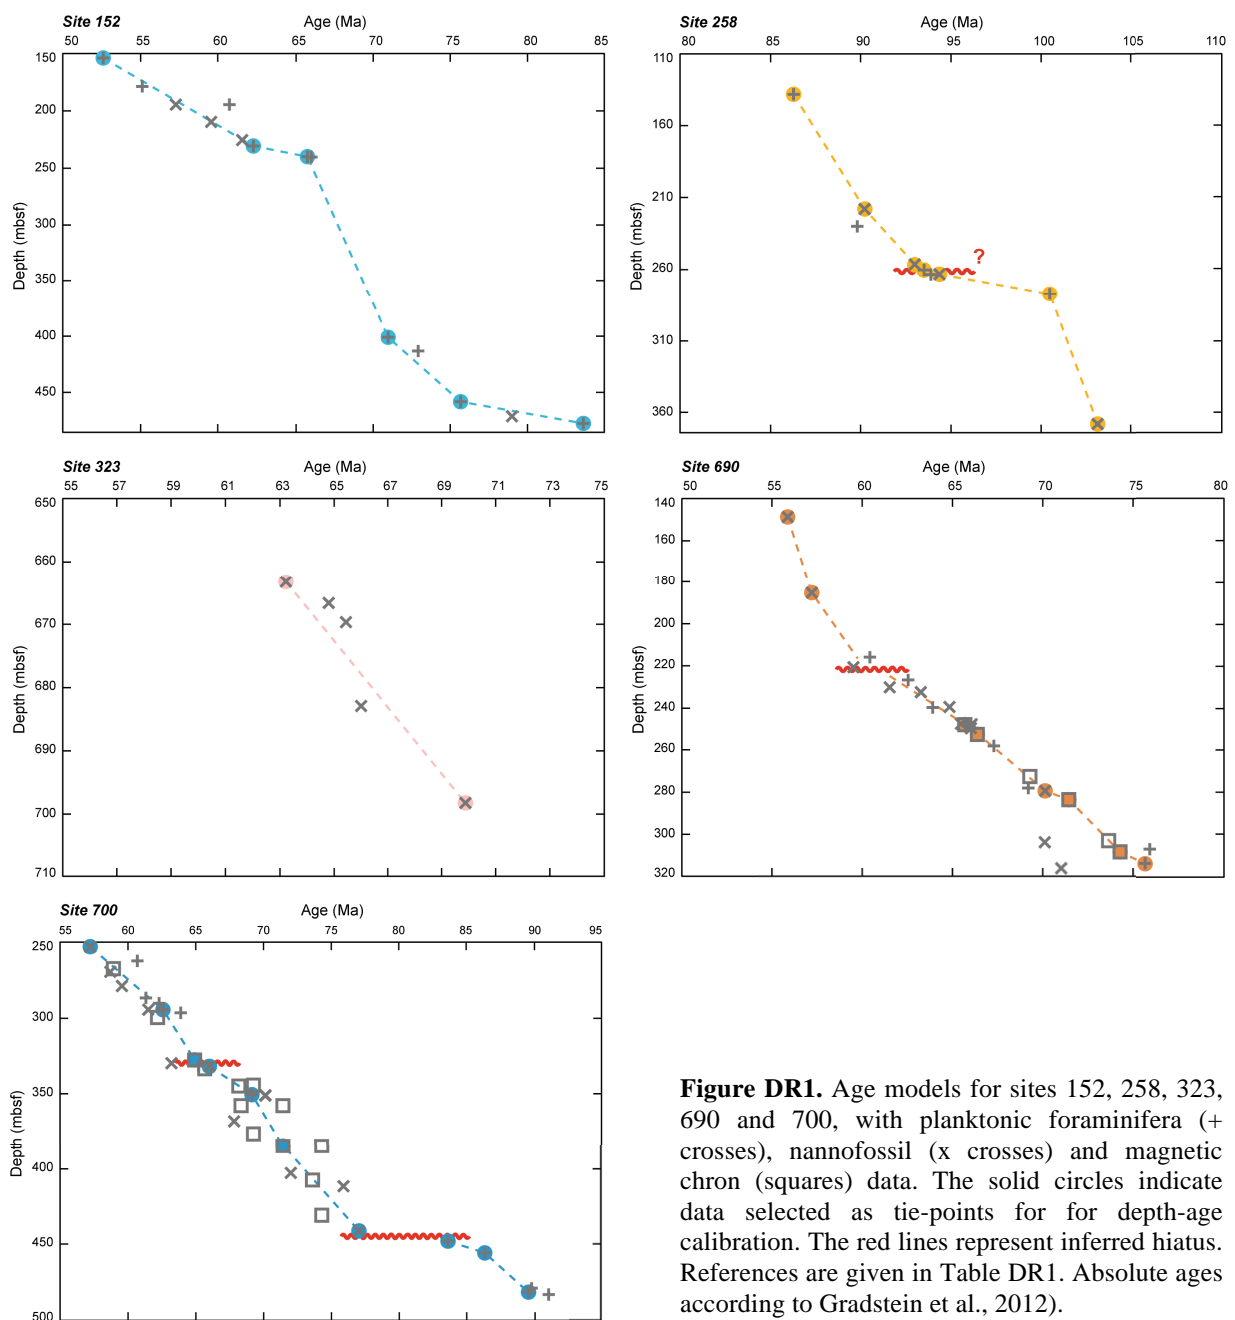 Site 152
Age (Ma)
50 55 60 65 70 75 80 85
150
200
250
300
350
400
450
Depth (mbsf)
Site 258
Age (Ma)
80 85 90 95 100 105 110
110
160
210
260
310
360
Depth (mbsf)
?
Site 323
Age (Ma)
55 57 59 61 63 65 67 69 71 73 75
650
660
670
680
690
700
710
Depth (mbsf)
Site 690
Age (Ma)
50 55 60 65 70 75 80
140
160
180
200
220
240
260
280
300
320
Depth (mbsf)
Site 700
Age (Ma)
55 60 65 70 75 80 85 90 95
250
300
350
400
450
500
Depth (mbsf)
Figure DR1. Age models for sites 152, 258, 323,
690 and 700, with planktonic foraminifera (+
crosses), nannofossil (x crosses) and magnetic
chron (squares) data. The solid circles indicate
data selected as tie-points for for depth-age
calibration. The red lines represent inferred hiatus.
References are given in Table DR1. Absolute ages
according to Gradstein et al., 2012).